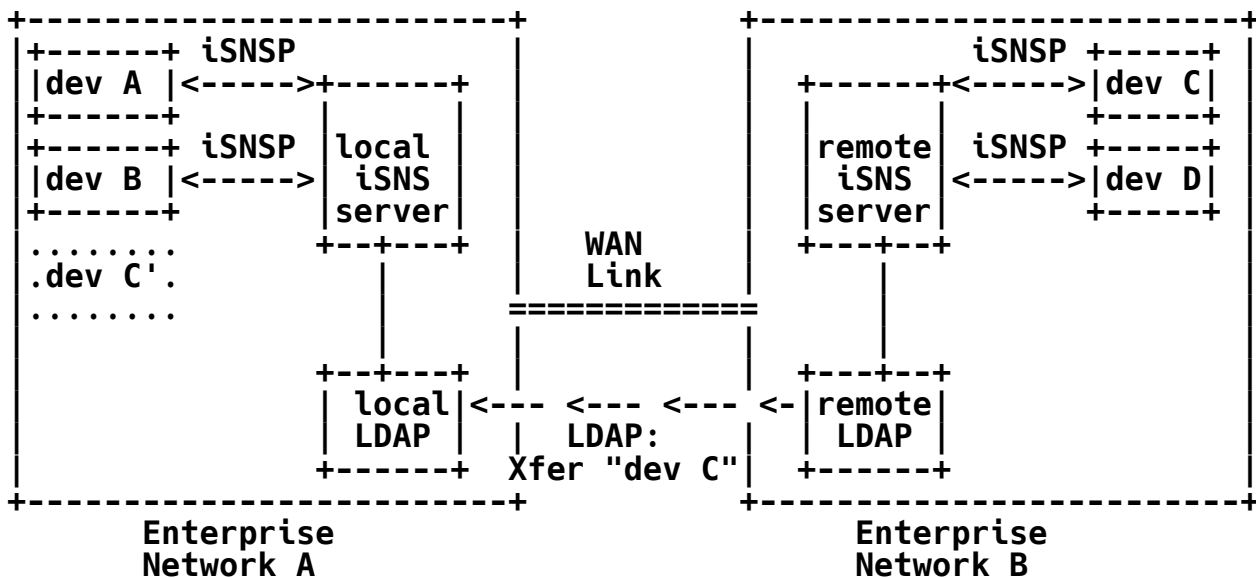 +---------------------------+            +---------------------------+
|+------+ iSNSP             |            |            iSNSP +-----+ |
||dev A |<----->+------+    |            |  +------+<----->|dev C| |
|+------+       |      |    |            |  |      |       +-----+ |
|+------+ iSNSP |local |    |            |  |remote| iSNSP +-----+ |
||dev B |<----->| iSNS |    |            |  | iSNS |<----->|dev D| |
|+------+       |server|    |            |  |server|       +-----+ |
|........       +--+---+    |    WAN     |  +---+--+               |
|.dev C'.          |        |    Link    |      |                  |
|........          |        =============       |                  |
|                  |        |            |      |                  |
|               +--+---+    |            |  +---+--+               |
|               | local|<--- <--- <--- <-|remote|               |
|               | LDAP |  |  LDAP:     |  | LDAP |               |
|               +------+  Xfer "dev C"|  +------+               |
+---------------------------+            +---------------------------+
Enterprise                             Enterprise
Network A                              Network B